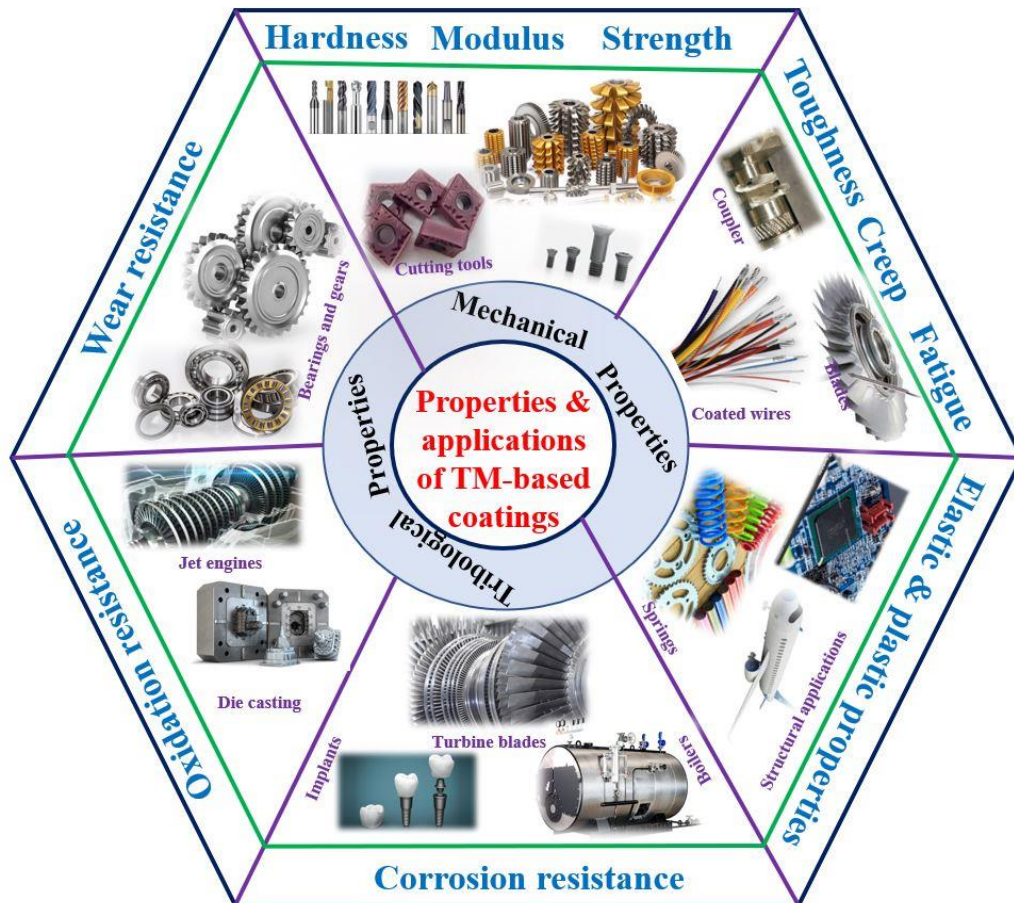 Hardness Modulus Strength
Toughness Creep Fatigue
Wear resistance
Coupler
Cutting tools
Bearings and gears
Coated wires
Blades
Mechanical Properties
Properties &
applications
of TM-based
coatings
Tribological Properties
Jet engines
Springs
Structural applications
Elastic & plastic properties
Oxidation resistance
Die casting
Implants
Turbine blades
Boilers
Corrosion resistance